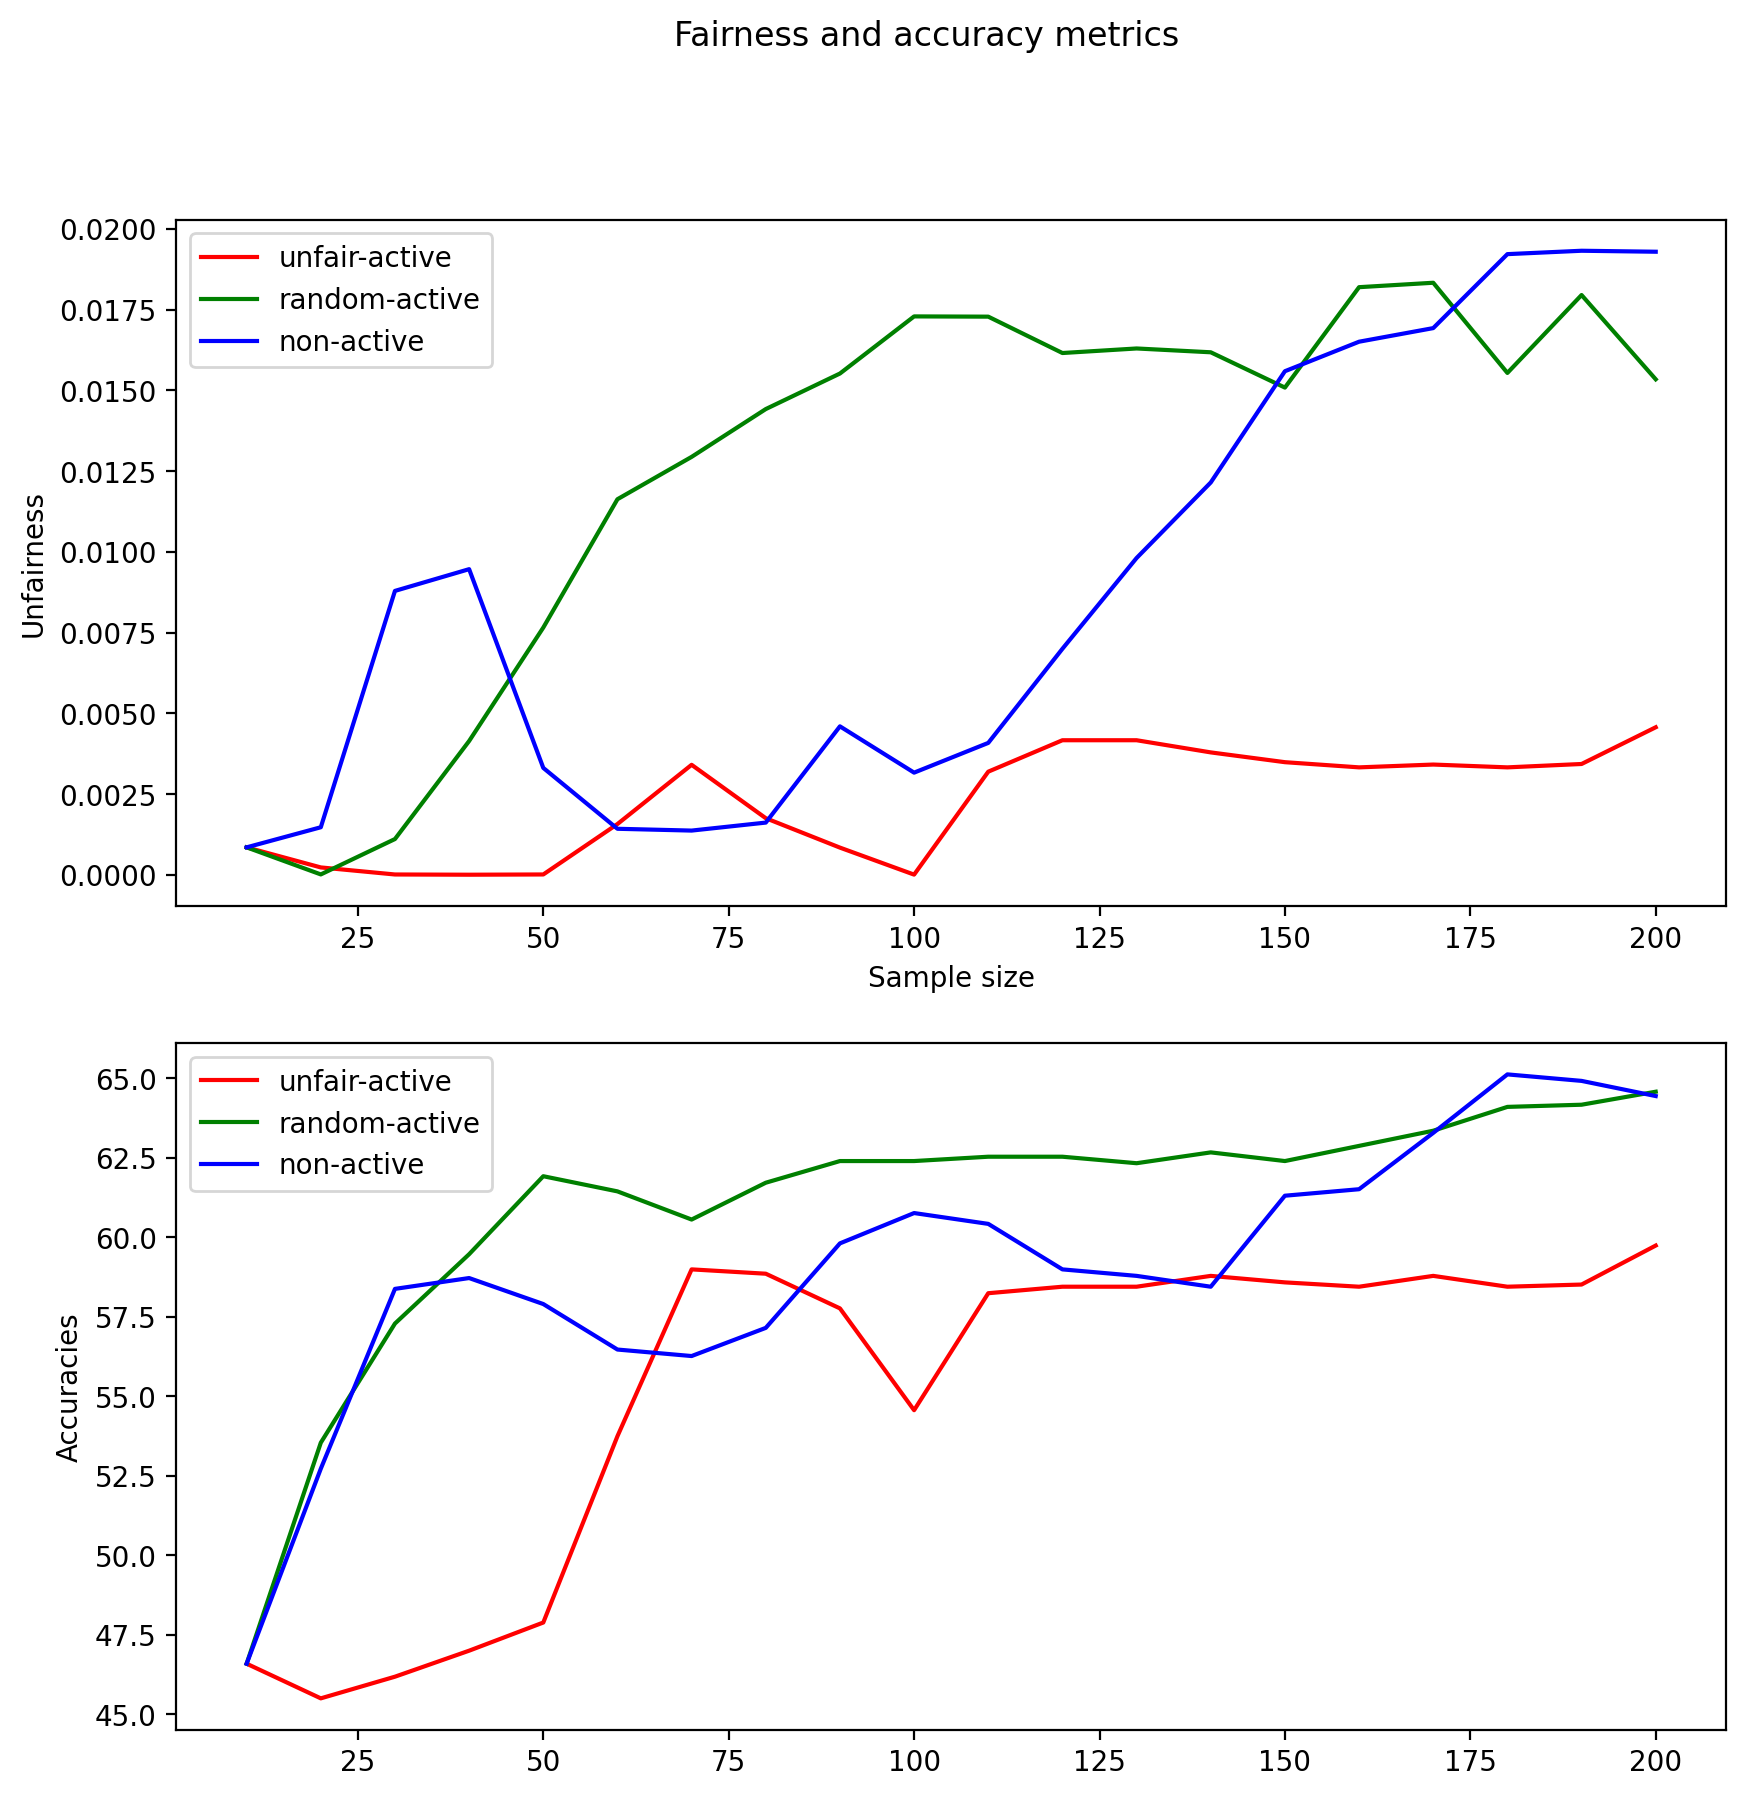 Fairness and accuracy metrics
0.0200
0.0175
0.0150
0.0125
0.0100
0.0075
0.0050
0.0025
0.0000
Unfairness
unfair-active
random-active
non-active
25 50 75 100 125 150 175 200
Sample size
65.0
62.5
60.0
57.5
55.0
52.5
50.0
47.5
45.0
Accuracies
unfair-active
random-active
non-active
25 50 75 100 125 150 175 200